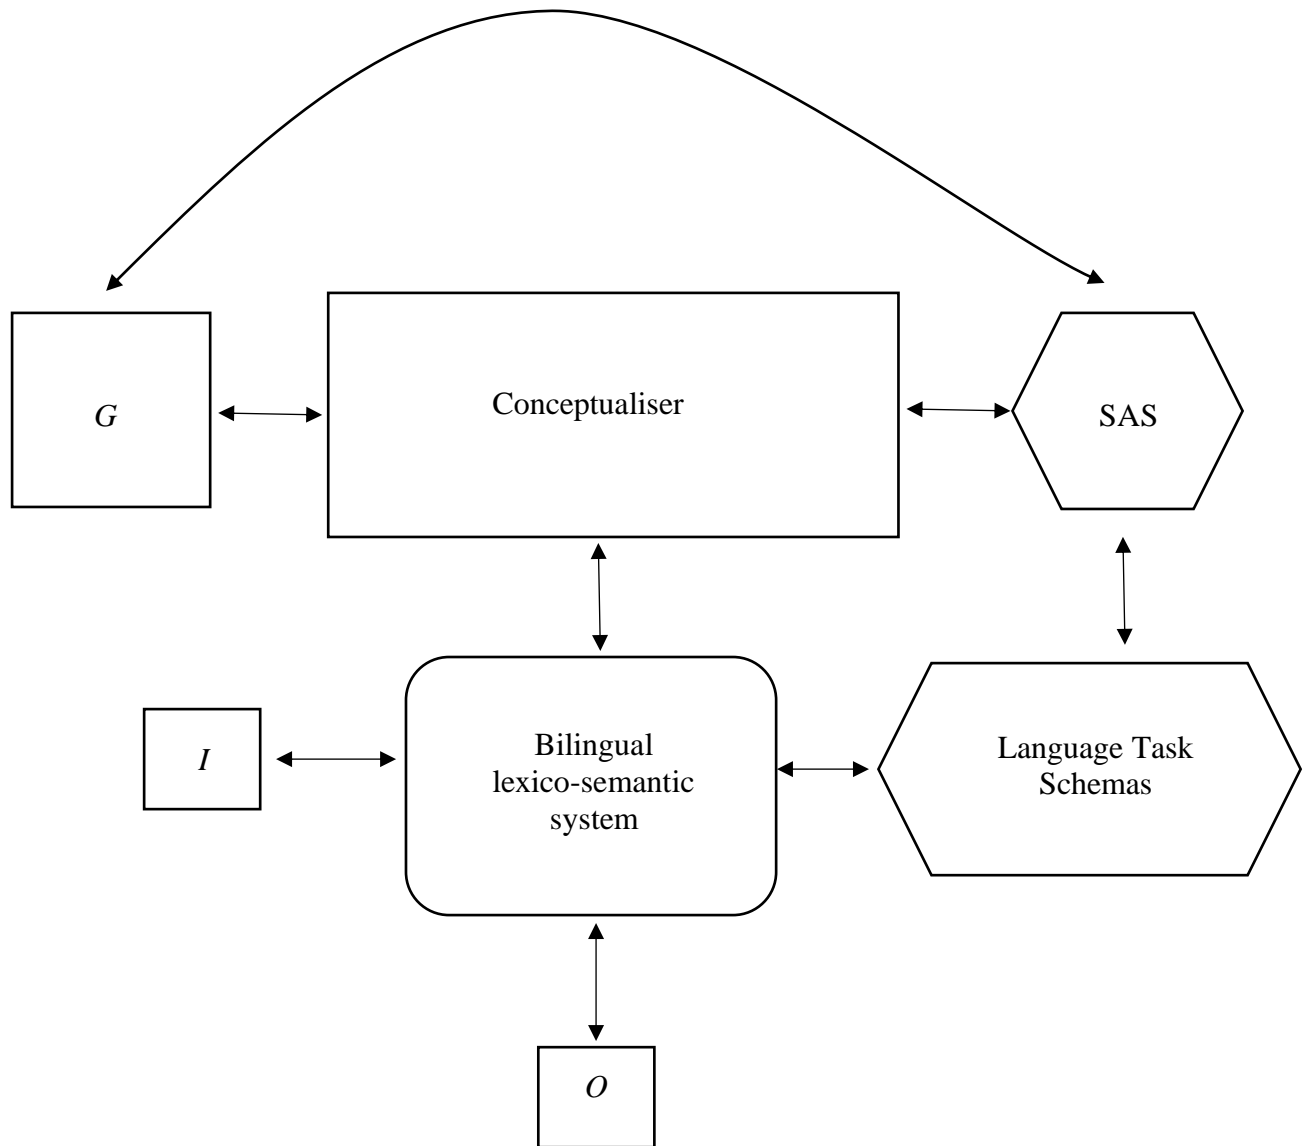 G
Conceptualiser
SAS
I
Bilingual
lexico-semantic
system
Language Task
Schemas
O